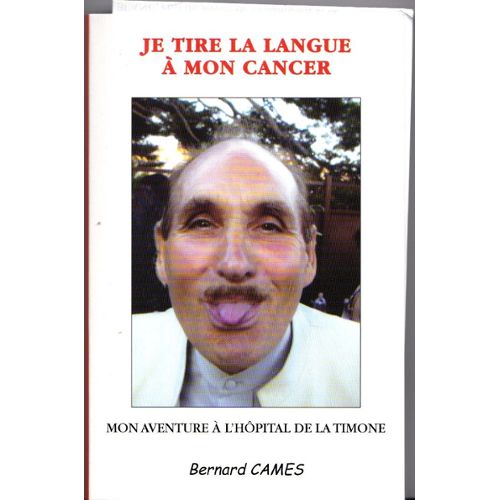 JE TIRE LA LANGUE
À MON CANCER
MON AVENTURE À L'HÔPITAL DE LA TIMONE
Bernard CAMES